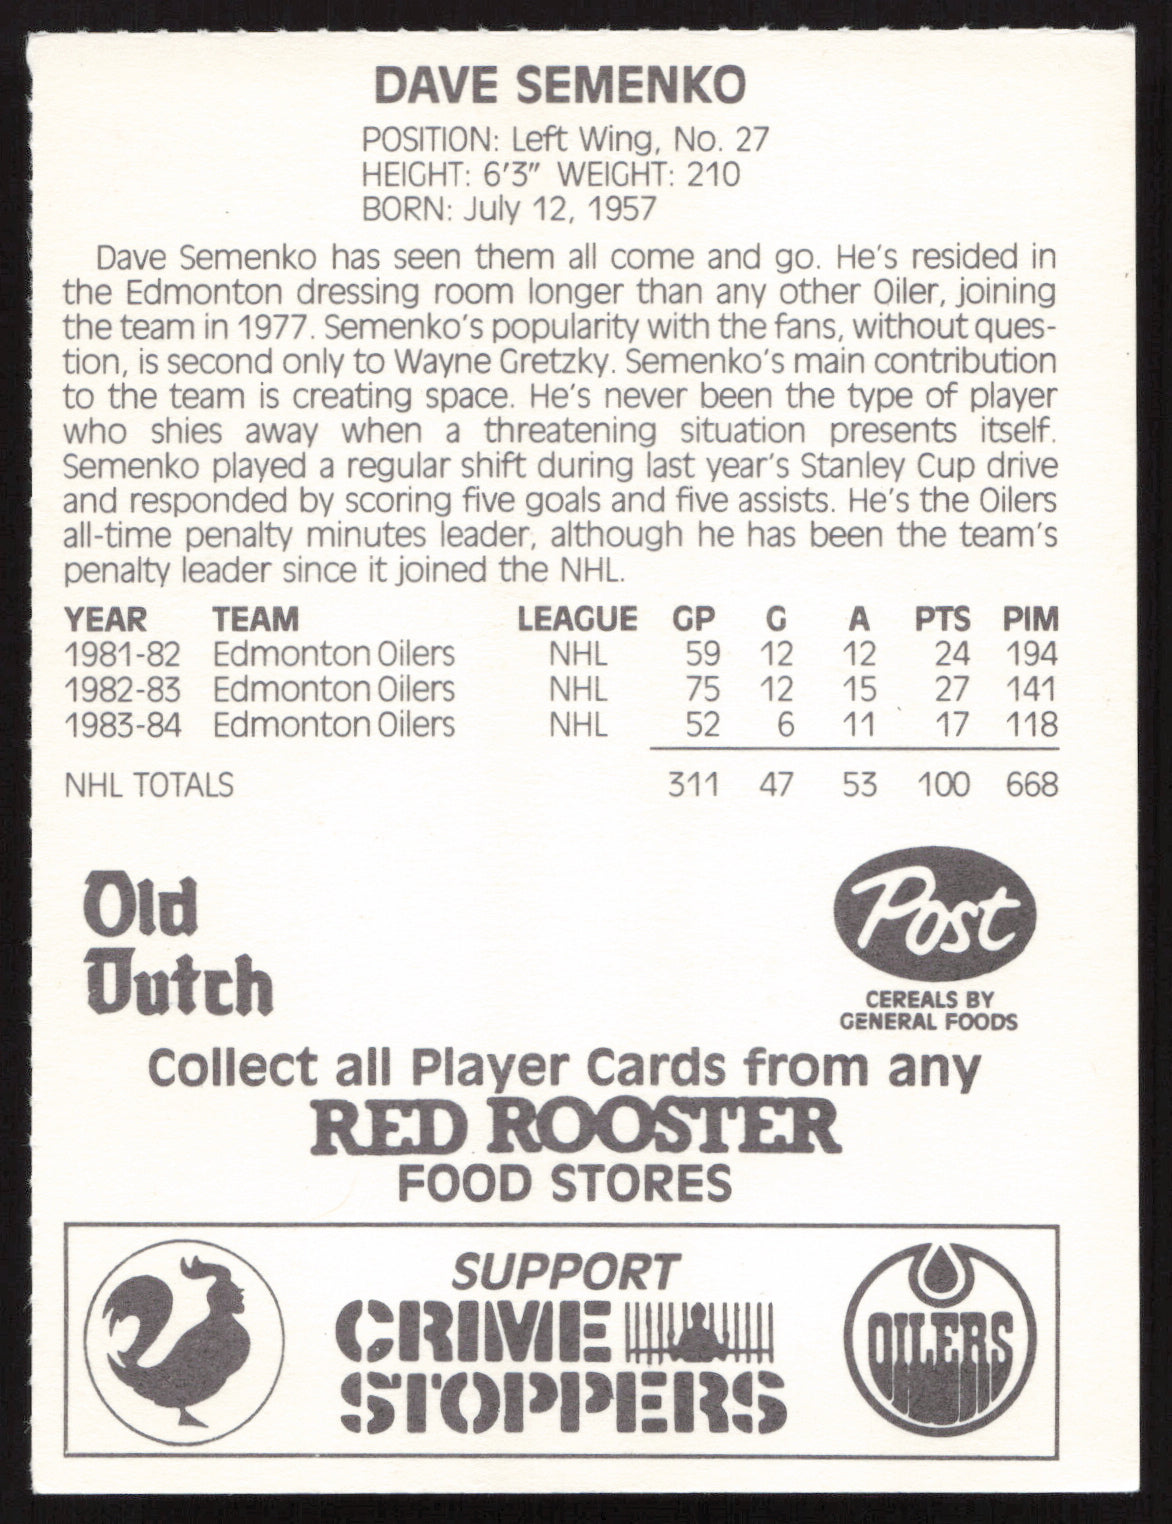 DAVE SEMENKO
POSITION: Left Wing, No. 27
HEIGHT: 6'3" WEIGHT: 210
BORN: July 12, 1957
Dave Semenko has seen them all come and go. He's resided in
the Edmonton dressing room longer than any other Oiler, joining
the team in 1977. Semenko's popularity with the fans, without ques-
tion, is second only to Wayne Gretzky. Semenko's main contribution
to the team is creating space. He's never been the type of player
who shies away when a threatening situation presents itself.
Semenko played a regular shift during last year's Stanley Cup drive
and responded by scoring five goals and five assists. He's the Oilers
all-time penalty minutes leader, although he has been the team's
penalty leader since it joined the NHL.
YEAR TEAM LEAGUE GP G A PTS PIM
1981-82 Edmonton Oilers NHL 59 12 12 24 194
1982-83 Edmonton Oilers NHL 75 12 15 27 141
1983-84 Edmonton Oilers NHL 52 6 11 17 118
NHL TOTALS 311 47 53 100 668
Old
Dutch
Post
CEREALS BY
GENERAL FOODS
Collect all Player Cards from any
RED ROOSTER
FOOD STORES
SUPPORT
CRIME
STOPPERS
OILERS